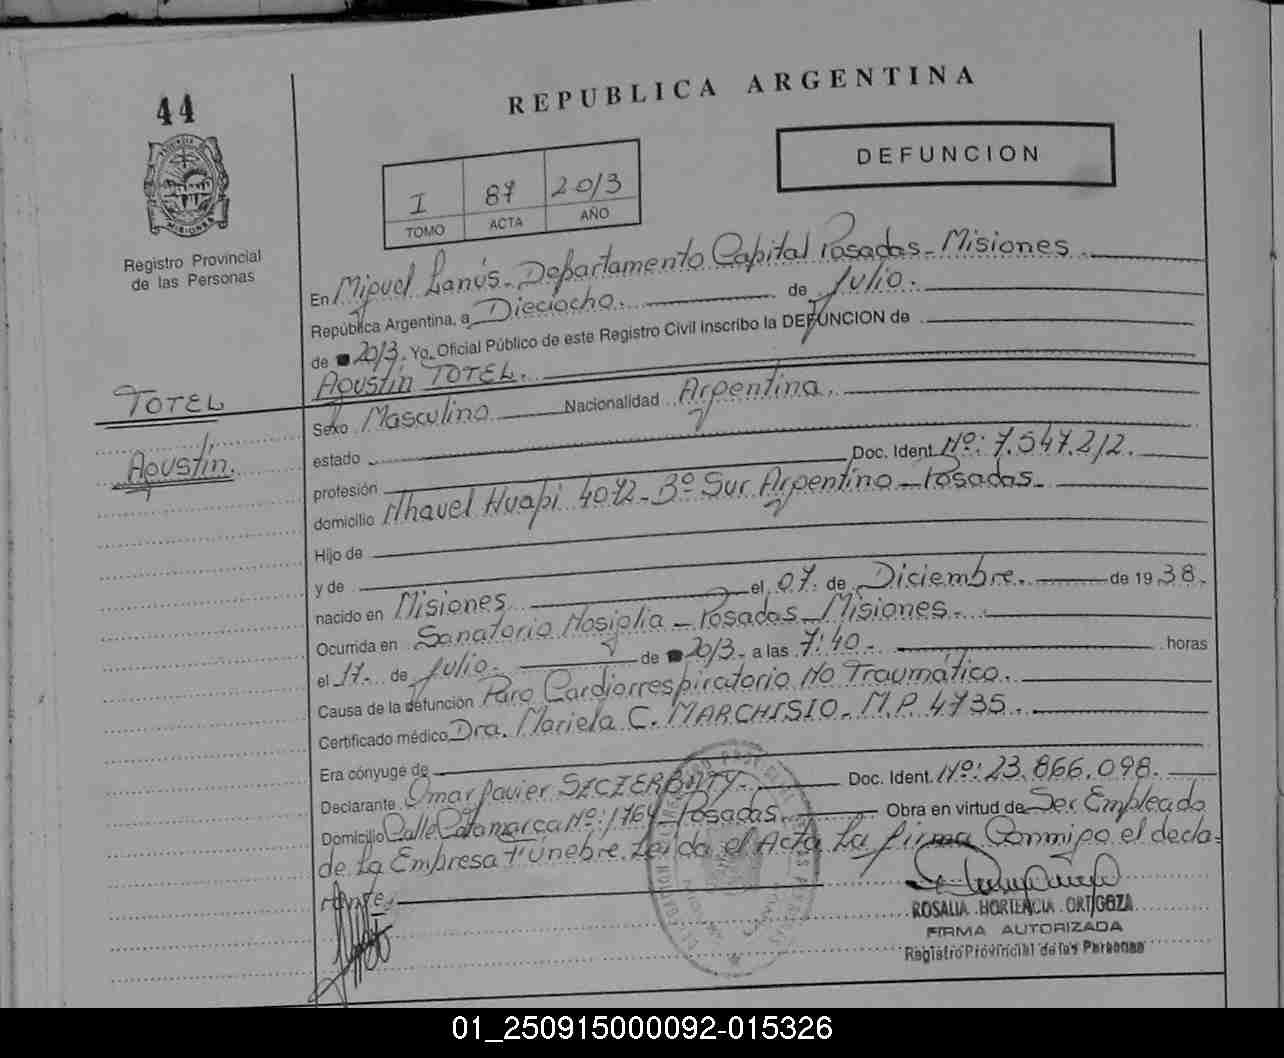 44
REPUBLICA ARGENTINA
DEFUNCION
I 87 2013
TOMO ACTA AÑO
Registro Provincial
de las Personas
En Miguel Lanús - Departamento Capital Posadas - Misiones
República Argentina, a Dieciocho. de Julio.
de 2013. Yo, Oficial Público de este Registro Civil inscribo la DEFUNCION de
Agustín TOTEL.
TOTEL
Agustín.
Sexo Masculino Nacionalidad Argentina.
estado
profesión Doc. Ident. Nº: 7.547.212.
domicilio Nhauel Huapi 4072 - Bº Sur Argentino - Posadas.
Hijo de
y de
nacido en Misiones el 07. de Diciembre. de 19 38.
Ocurrida en Sanatorio Nosiglia - Posadas - Misiones.
el 17. de Julio. de 2013. a las 7:40. horas
Causa de la defunción Paro Cardiorrespiratorio No Traumático.
Certificado médico Dra. Mariela C. MARCHISIO - M.P. 4735.
Era cónyuge de
Declarante Omar Javier SZCZERBATY - Doc. Ident. Nº: 23.866.098.
Domicilio Calle Catamarca Nº: 1764 - Posadas. Obra en virtud de Ser Empleado
de la Empresa Fúnebre. Leída el Acta la firma Conmigo el decla-
rante.
ROSALIA HORTENCIA ORTIGOZA
FIRMA AUTORIZADA
Registro Provincial de las Personas
01_250915000092-015326